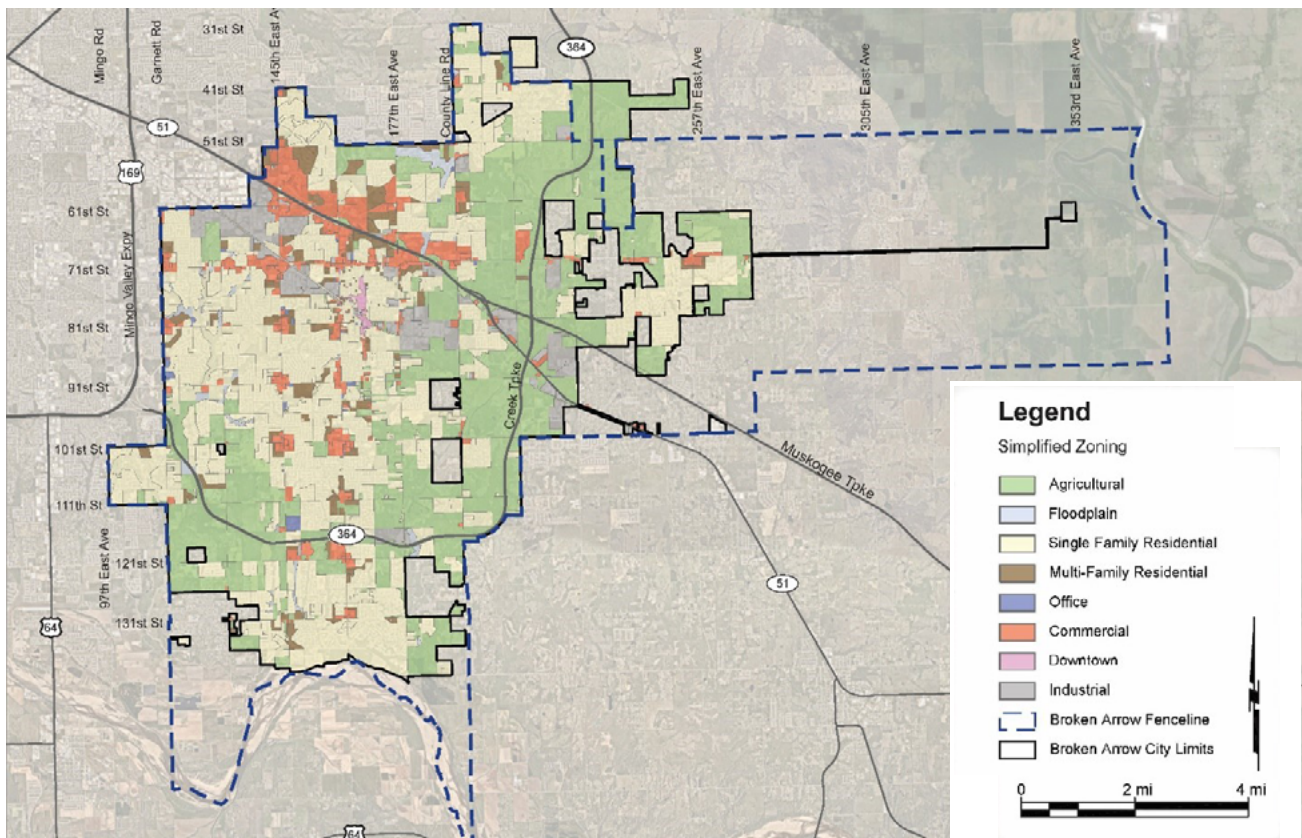 31st St
41st St
51st St
61st St
71st St
81st St
91st St
101st St
111th St
121st St
131st St
Mingo Rd
Garnett Rd
145th East Av
177th East Ave
County Line Rd
257th East Ave
305th East Ave
353rd East Ave
97th East Ave
Mingo Valley Expy
Creek Tpke
Muskogee Tpke
51
169
364
364
51
64
64
Legend
Simplified Zoning
Agricultural
Floodplain
Single Family Residential
Multi-Family Residential
Office
Commercial
Downtown
Industrial
Broken Arrow Fenceline
Broken Arrow City Limits
0 2 mi 4 mi